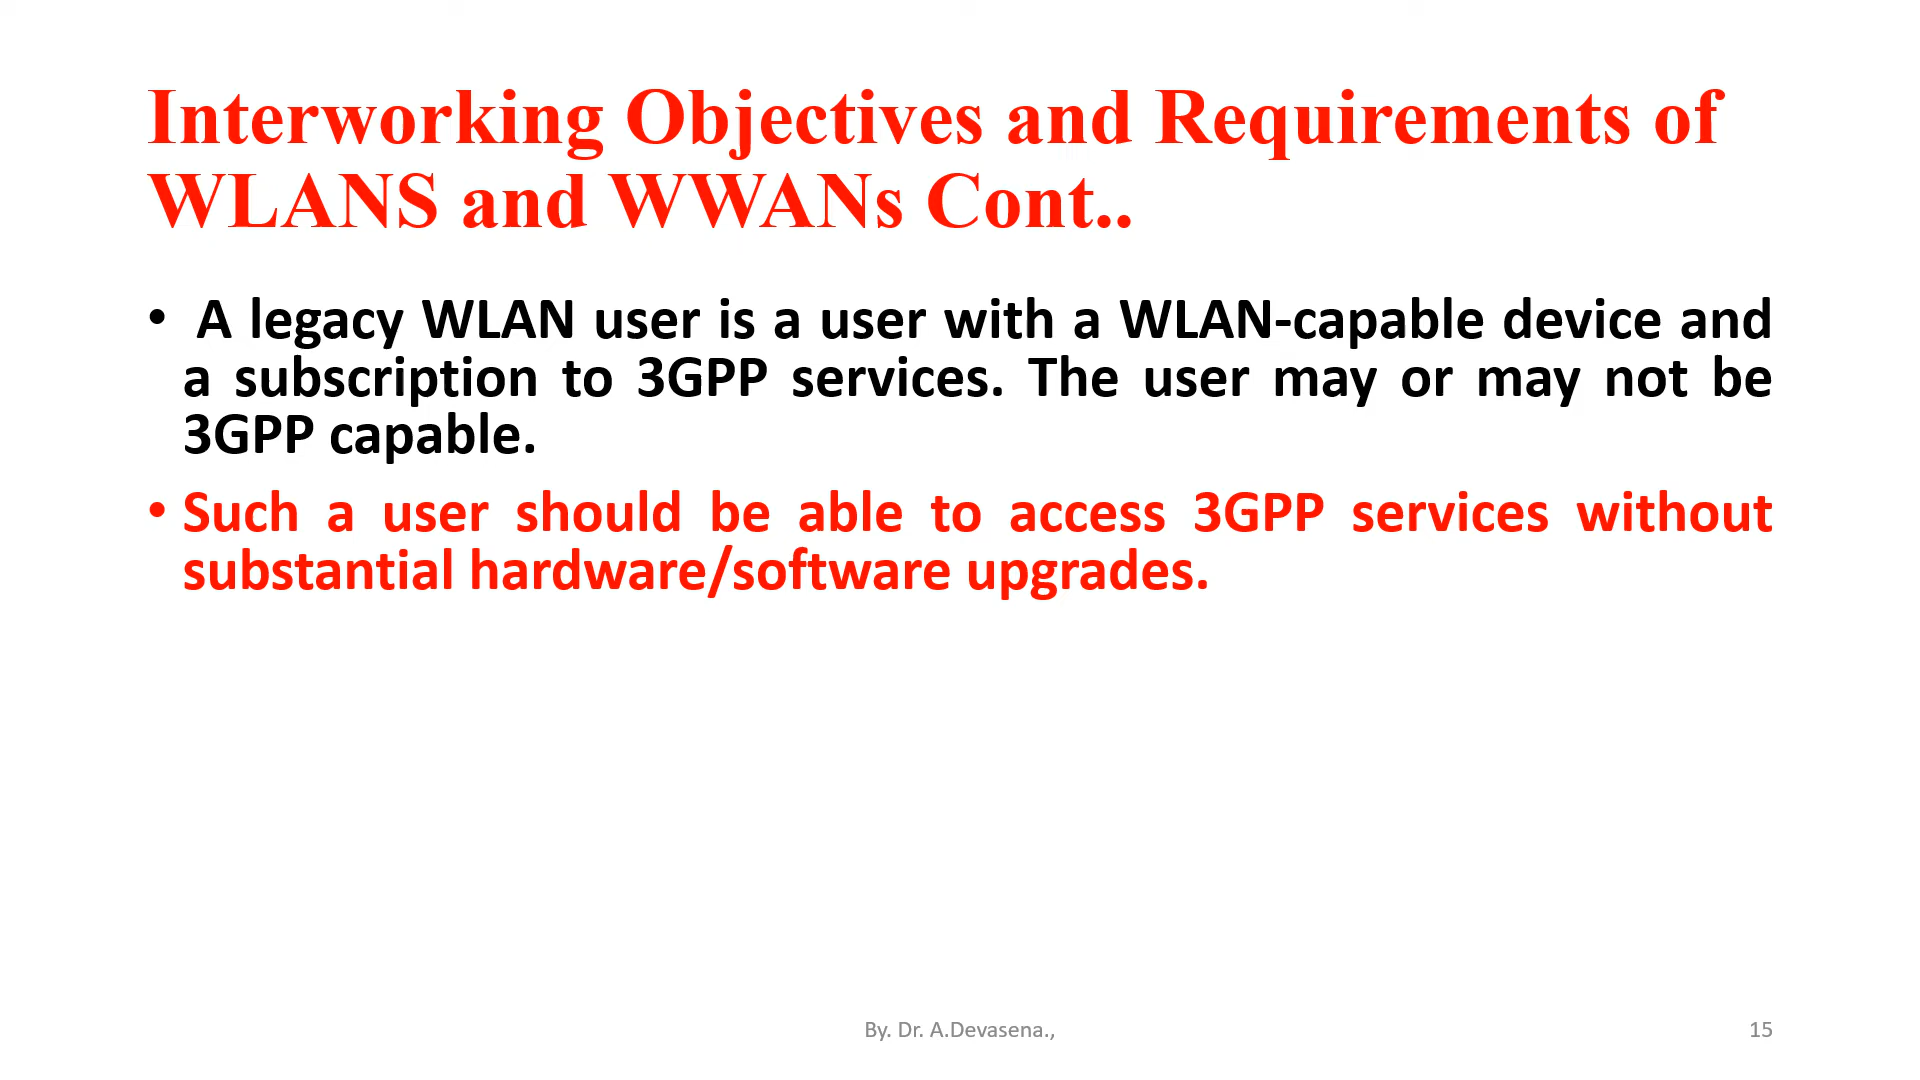 Interworking Objectives and Requirements of
WLANS and WWANs Cont..
• A legacy WLAN user is a user with a WLAN-capable device and
a subscription to 3GPP services. The user may or may not be
3GPP capable.
• Such a user should be able to access 3GPP services without
substantial hardware/software upgrades.
By. Dr. A.Devasena.,
15